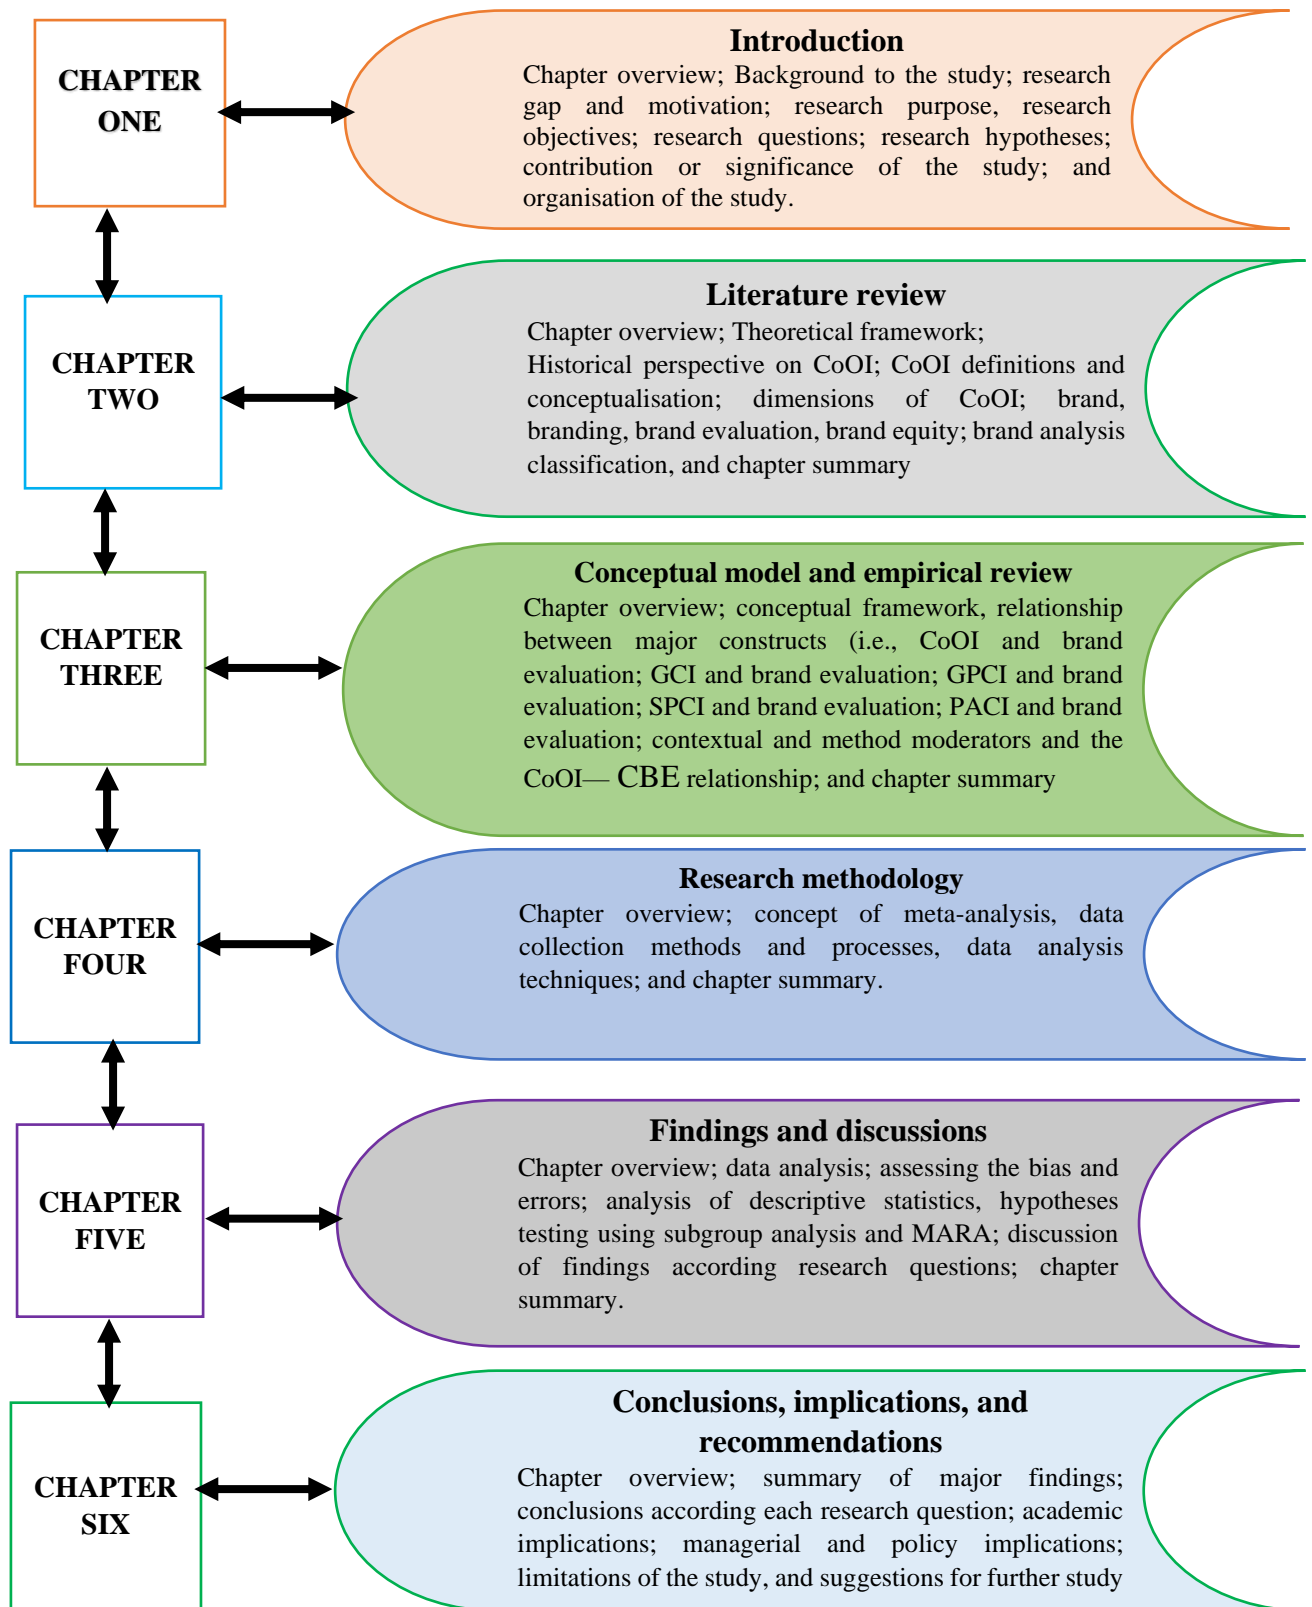 CHAPTER
ONE
Introduction
Chapter overview; Background to the study; research
gap and motivation; research purpose, research
objectives; research questions; research hypotheses;
contribution or significance of the study; and
organisation of the study.
CHAPTER
TWO
Literature review
Chapter overview; Theoretical framework;
Historical perspective on CoOI; CoOI definitions and
conceptualisation; dimensions of CoOI; brand,
branding, brand evaluation, brand equity; brand analysis
classification, and chapter summary
CHAPTER
THREE
Conceptual model and empirical review
Chapter overview; conceptual framework, relationship
between major constructs (i.e., CoOI and brand
evaluation; GCI and brand evaluation; GPCI and brand
evaluation; SPCI and brand evaluation; PACI and brand
evaluation; contextual and method moderators and the
CoOI— CBE relationship; and chapter summary
CHAPTER
FOUR
Research methodology
Chapter overview; concept of meta-analysis, data
collection methods and processes, data analysis
techniques; and chapter summary.
CHAPTER
FIVE
Findings and discussions
Chapter overview; data analysis; assessing the bias and
errors; analysis of descriptive statistics, hypotheses
testing using subgroup analysis and MARA; discussion
of findings according research questions; chapter
summary.
CHAPTER
SIX
Conclusions, implications, and
recommendations
Chapter overview; summary of major findings;
conclusions according each research question; academic
implications; managerial and policy implications;
limitations of the study, and suggestions for further study